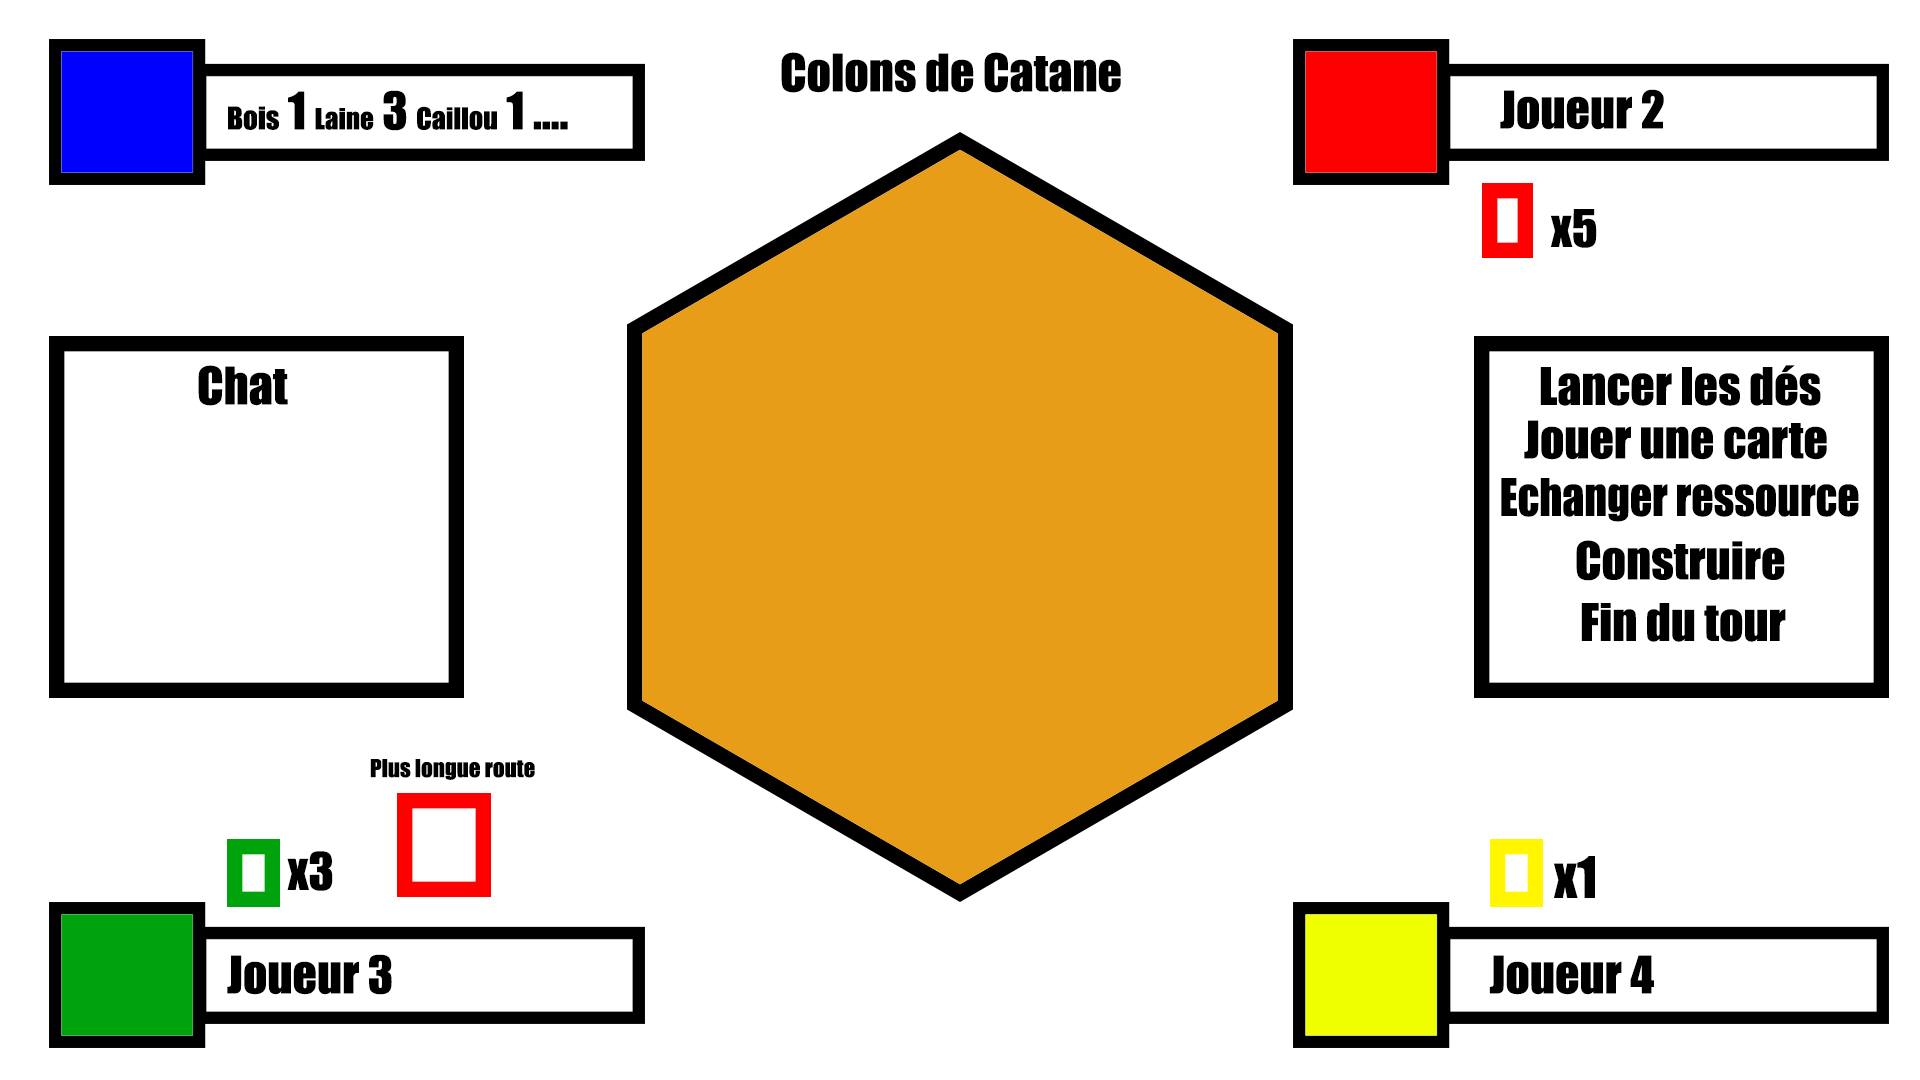 Colons de Catane
Bois 1 Laine 3 Caillou 1 ....
Joueur 2
x5
Chat
Lancer les dés
Jouer une carte
Echanger ressource
Construire
Fin du tour
Plus longue route
x3
Joueur 3
x1
Joueur 4